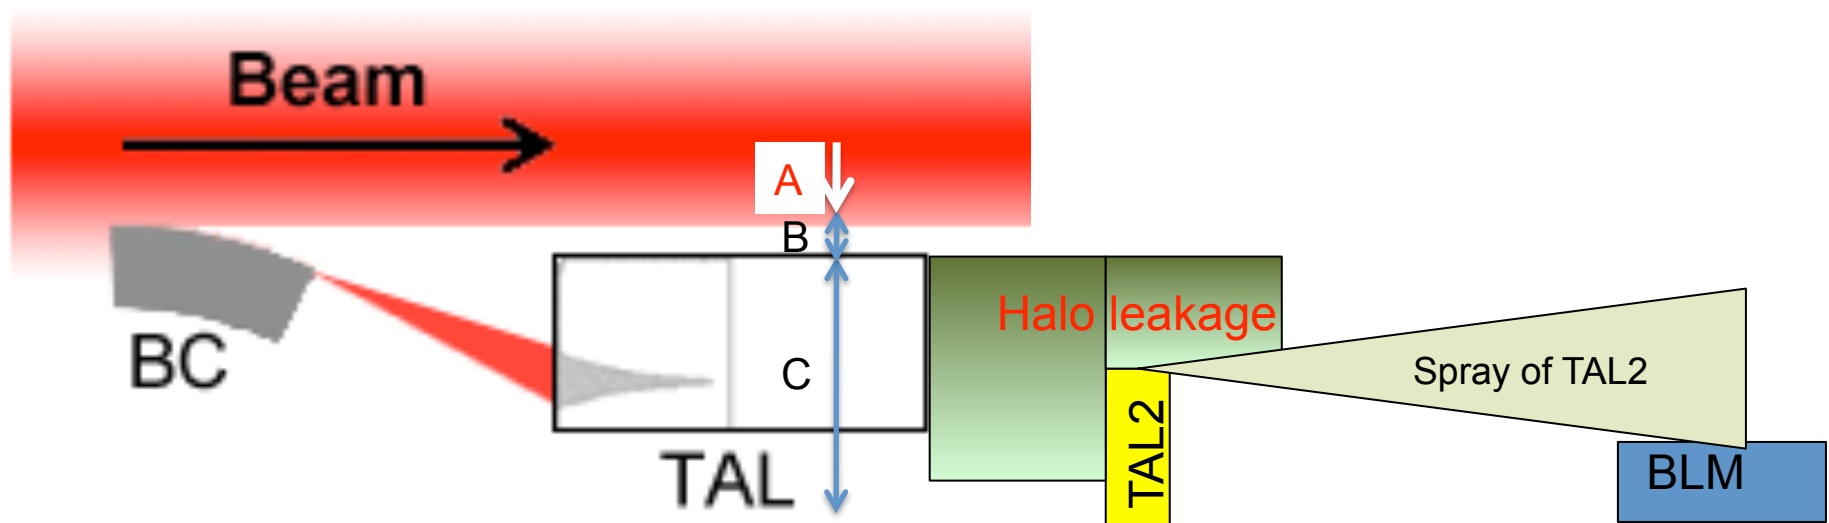 Beam
A
B
BC
C
TAL
Halo leakage
TAL2
Spray of TAL2
BLM